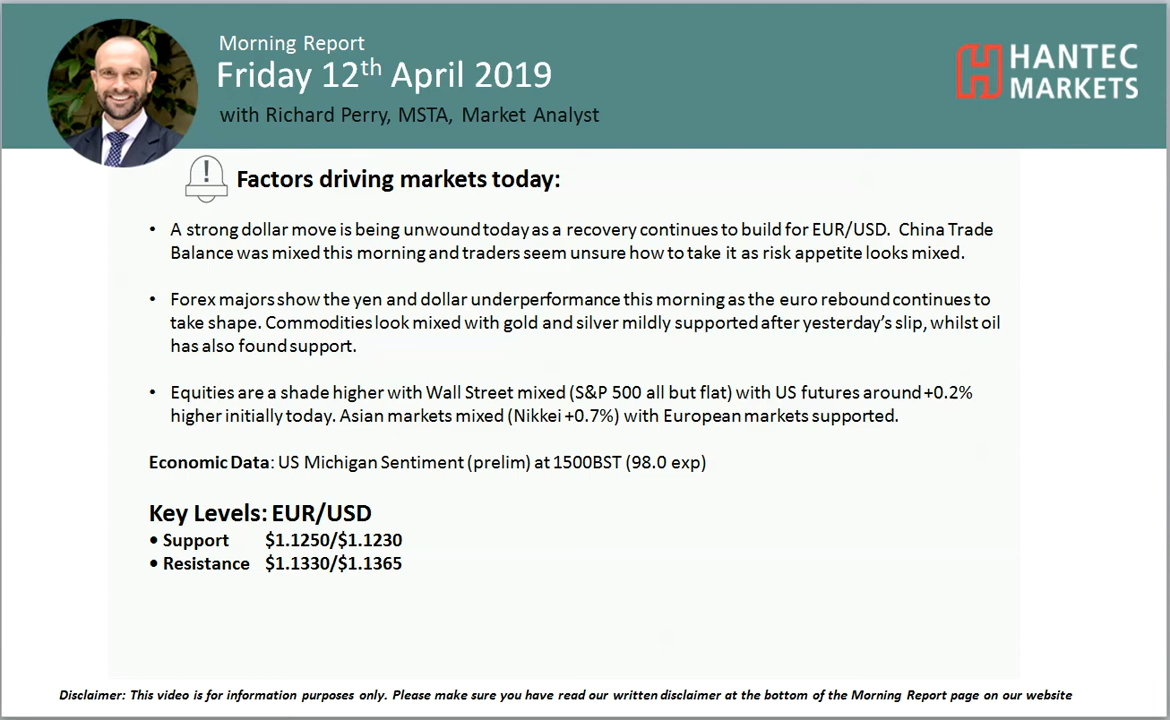 Morning Report
Friday 12th April 2019
with Richard Perry, MSTA, Market Analyst
HANTEC
MARKETS
! Factors driving markets today:
• A strong dollar move is being unwound today as a recovery continues to build for EUR/USD. China Trade
Balance was mixed this morning and traders seem unsure how to take it as risk appetite looks mixed.
• Forex majors show the yen and dollar underperformance this morning as the euro rebound continues to
take shape. Commodities look mixed with gold and silver mildly supported after yesterday's slip, whilst oil
has also found support.
• Equities are a shade higher with Wall Street mixed (S&P 500 all but flat) with US futures around +0.2%
higher initially today. Asian markets mixed (Nikkei +0.7%) with European markets supported.
Economic Data: US Michigan Sentiment (prelim) at 1500BST (98.0 exp)
Key Levels: EUR/USD
• Support $1.1250/$1.1230
• Resistance $1.1330/$1.1365
Disclaimer: This video is for information purposes only. Please make sure you have read our written disclaimer at the bottom of the Morning Report page on our website